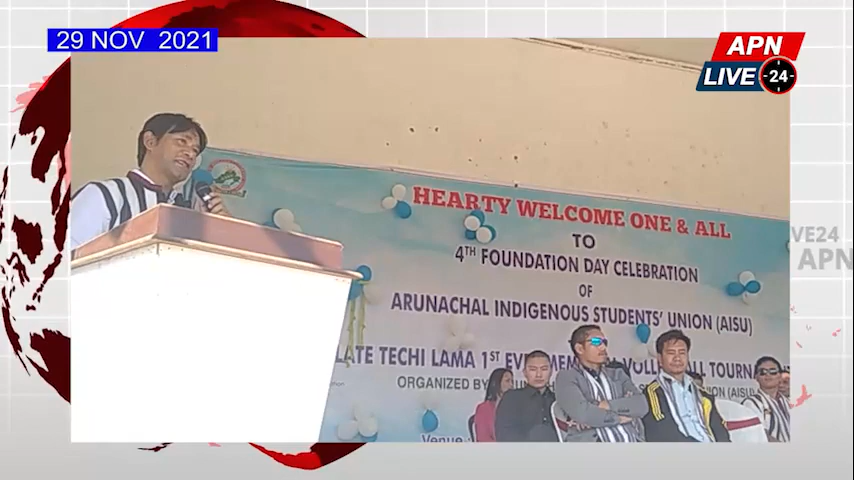 29 NOV 2021
APN
LIVE 24
HEARTY WELCOME ONE & ALL
TO
4TH FOUNDATION DAY CELEBRATION
OF
ARUNACHAL INDIGENOUS STUDENTS' UNION (AISU)
LATE TECHI LAMA 1ST
ORGANIZED BY
VE24
APN
Venue